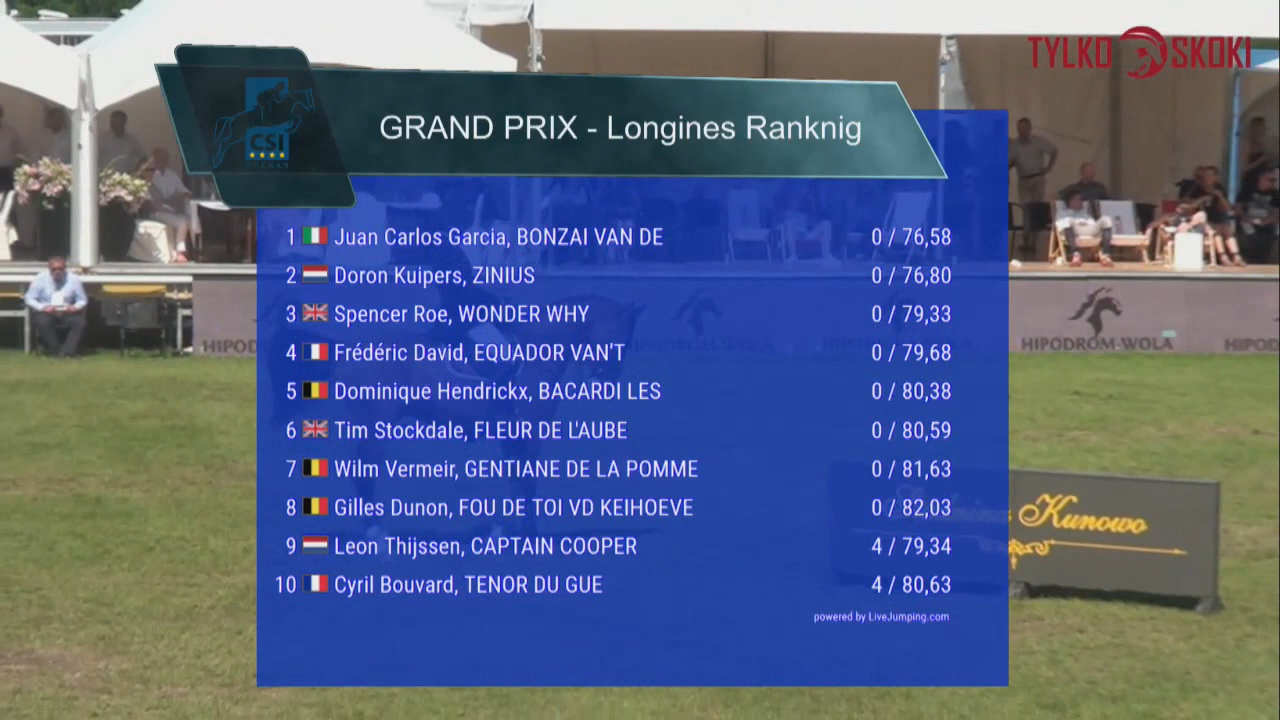 TYLKO SKOKI
CSI
GRAND PRIX - Longines Ranknig
1 Juan Carlos Garcia, BONZAI VAN DE 0 / 76,58
2 Doron Kuipers, ZINIUS 0 / 76,80
3 Spencer Roe, WONDER WHY 0 / 79,33
4 Frédéric David, EQUADOR VAN'T 0 / 79,68
5 Dominique Hendrickx, BACARDI LES 0 / 80,38
6 Tim Stockdale, FLEUR DE L'AUBE 0 / 80,59
7 Wilm Vermeir, GENTIANE DE LA POMME 0 / 81,63
8 Gilles Dunon, FOU DE TOI VD KEIHOEVE 0 / 82,03
9 Leon Thijssen, CAPTAIN COOPER 4 / 79,34
10 Cyril Bouvard, TENOR DU GUE 4 / 80,63
powered by LiveJumping.com
HIPODROM·WOLA
Kunowo